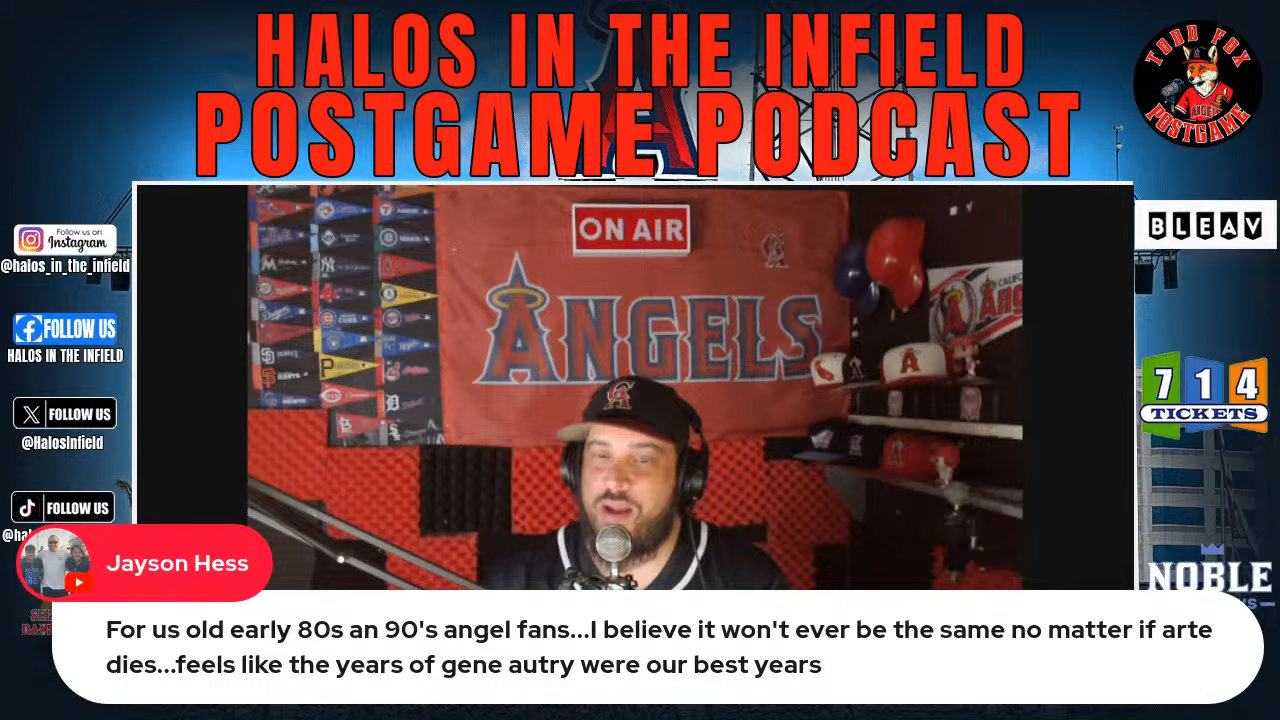 HALOS IN THE INFIELD
POSTGAME PODCAST
TODD FOX
ANGELS
POSTGAME
Follow us on
Instagram
@halos_in_the_infield
FOLLOW US
HALOS IN THE INFIELD
FOLLOW US
@HalosInfield
FOLLOW US
ON AIR
ANGELS
BLEAV
714
TICKETS
NOBLE
Jayson Hess
For us old early 80s an 90's angel fans...I believe it won't ever be the same no matter if arte
dies...feels like the years of gene autry were our best years